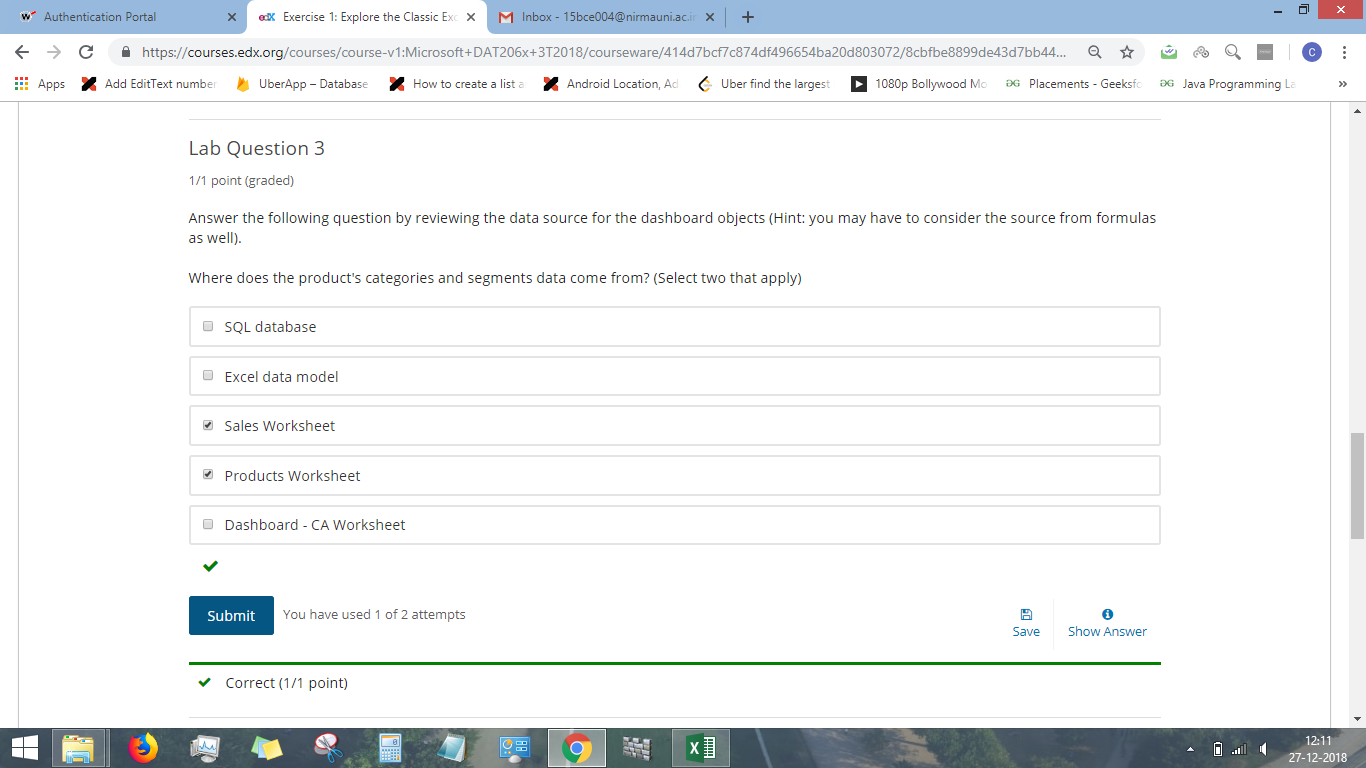 Authentication Portal
edX Exercise 1: Explore the Classic Exc
Inbox - 15bce004@nirmauni.ac.in
https://courses.edx.org/courses/course-v1:Microsoft+DAT206x+3T2018/courseware/414d7bcf7c874df496654ba20d803072/8cbfbe8899de43d7bb44...
C
Apps
Add EditText number
UberApp – Database
How to create a list a
Android Location, Ad
Uber find the largest
1080p Bollywood Mo
Placements - Geeksfo
Java Programming La
»
Lab Question 3
1/1 point (graded)
Answer the following question by reviewing the data source for the dashboard objects (Hint: you may have to consider the source from formulas
as well).
Where does the product's categories and segments data come from? (Select two that apply)
SQL database
Excel data model
Sales Worksheet
Products Worksheet
Dashboard - CA Worksheet
Submit
You have used 1 of 2 attempts
Save
Show Answer
Correct (1/1 point)
12:11
27-12-2018